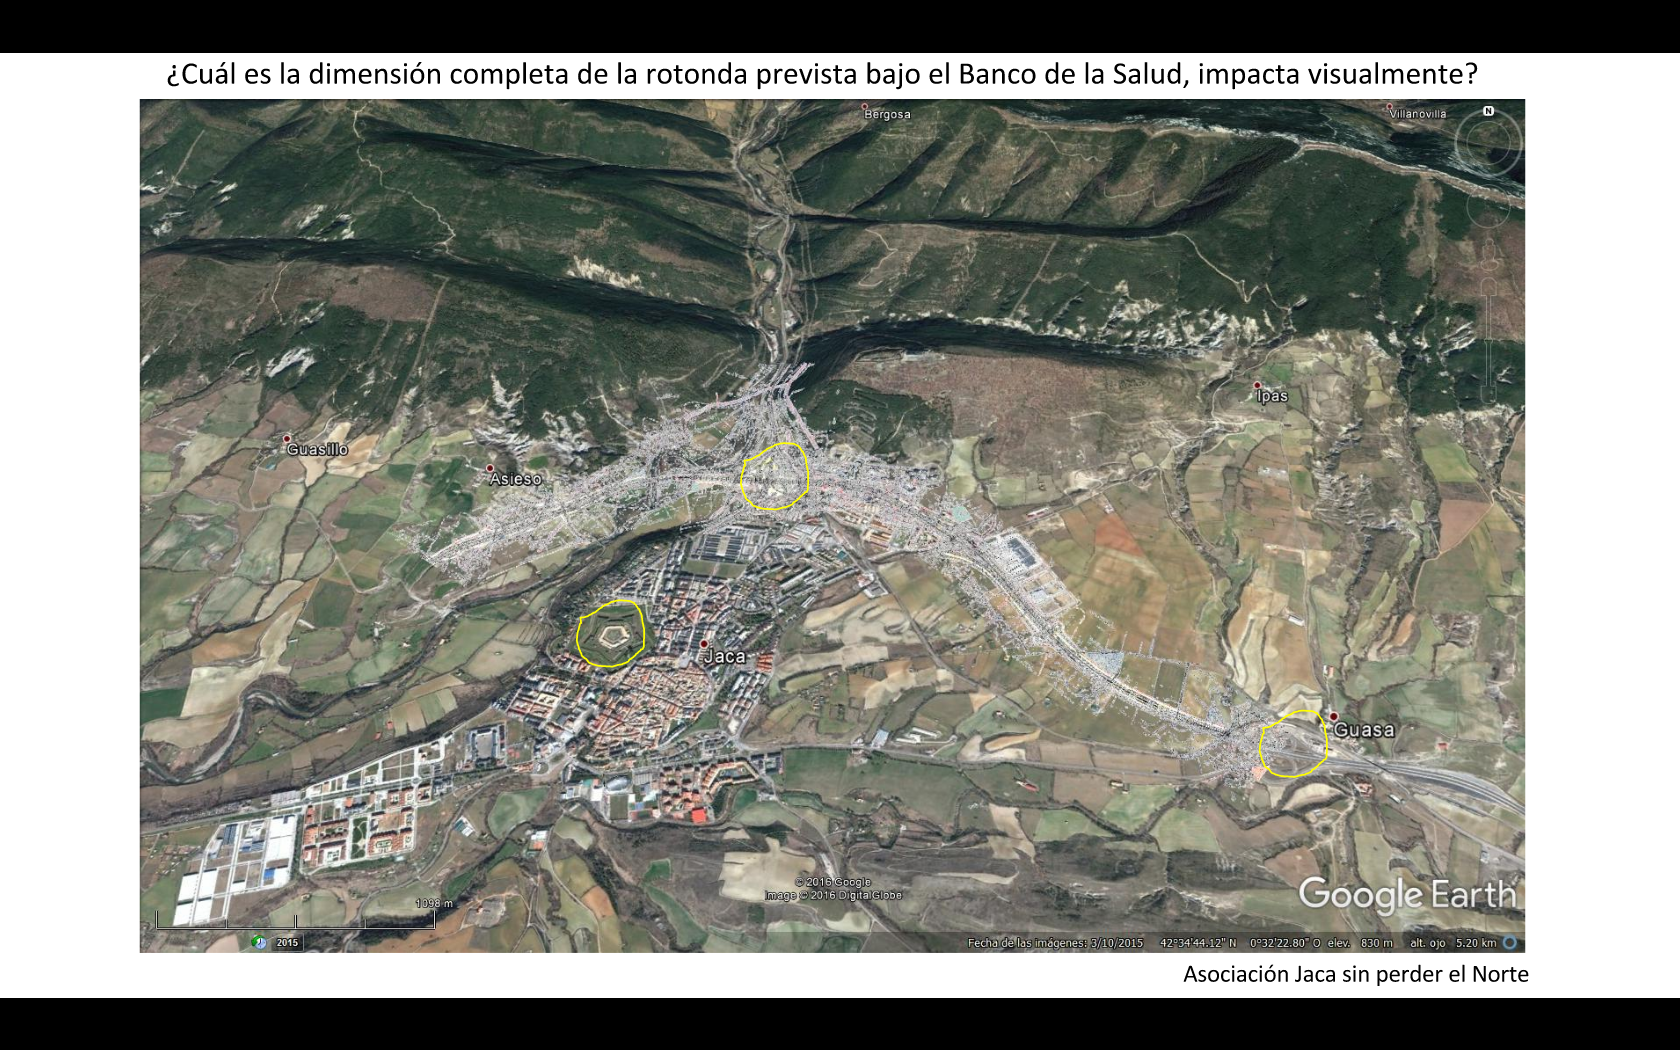 ¿Cuál es la dimensión completa de la rotonda prevista bajo el Banco de la Salud, impacta visualmente?
Bergosa
Villanovilla
N
Ipas
Guasillo
Asieso
Jaca
Guasa
© 2016 Google
Image © 2016 DigitalGlobe
Google Earth
1098 m
2015
Fecha de las imágenes: 3/10/2015 42°34'44.12" N 0°32'22.80" O elev. 830 m alt. ojo 5.20 km
Asociación Jaca sin perder el Norte